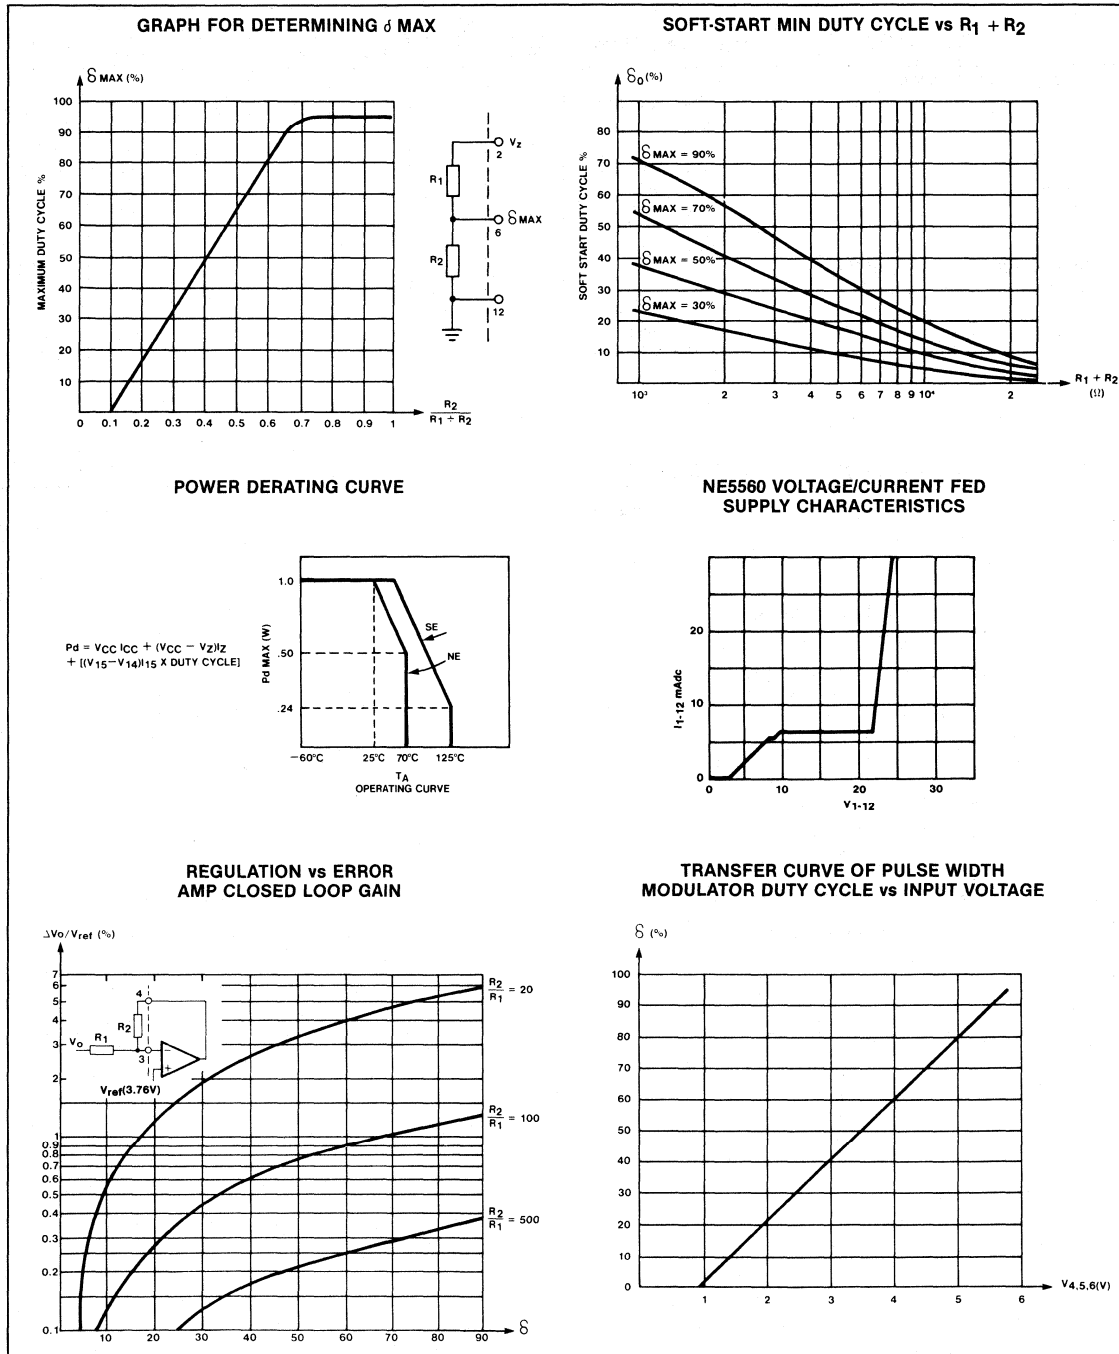 GRAPH FOR DETERMINING δ MAX
δ MAX (%)
MAXIMUM DUTY CYCLE %
100
90
80
70
60
50
40
30
20
10
0 0.1 0.2 0.3 0.4 0.5 0.6 0.7 0.8 0.9 1
R2
R1 + R2
R1
R2
Vz
2
δ MAX
6
12
SOFT-START MIN DUTY CYCLE vs R1 + R2
δ0 (%)
SOFT START DUTY CYCLE %
80
70
60
50
40
30
20
10
δ MAX = 90%
δ MAX = 70%
δ MAX = 50%
δ MAX = 30%
10³ 2 3 4 5 6 7 8 9 10⁴ 2
R1 + R2
(Ω)
POWER DERATING CURVE
Pd = VCC ICC + (VCC − VZ)IZ
+ [(V15−V14)I15 X DUTY CYCLE]
Pd MAX (W)
1.0
.50
.24
SE
NE
−60°C 25°C 70°C 125°C
TA
OPERATING CURVE
NE5560 VOLTAGE/CURRENT FED
SUPPLY CHARACTERISTICS
I1-12 mAdc
20
10
0
0 10 20 30
V1-12
REGULATION vs ERROR
AMP CLOSED LOOP GAIN
ΔVo/Vref (%)
7
6
5
4
3
2
1
0.9
0.8
0.7
0.6
0.5
0.4
0.3
0.2
0.1
4
R2
Vo
R1
3
−
+
Vref(3.76V)
R2
R1 = 20
R2
R1 = 100
R2
R1 = 500
10 20 30 40 50 60 70 80 90 δ
TRANSFER CURVE OF PULSE WIDTH
MODULATOR DUTY CYCLE vs INPUT VOLTAGE
δ (%)
100
90
80
70
60
50
40
30
20
10
0
1 2 3 4 5 6
V4,5,6(V)